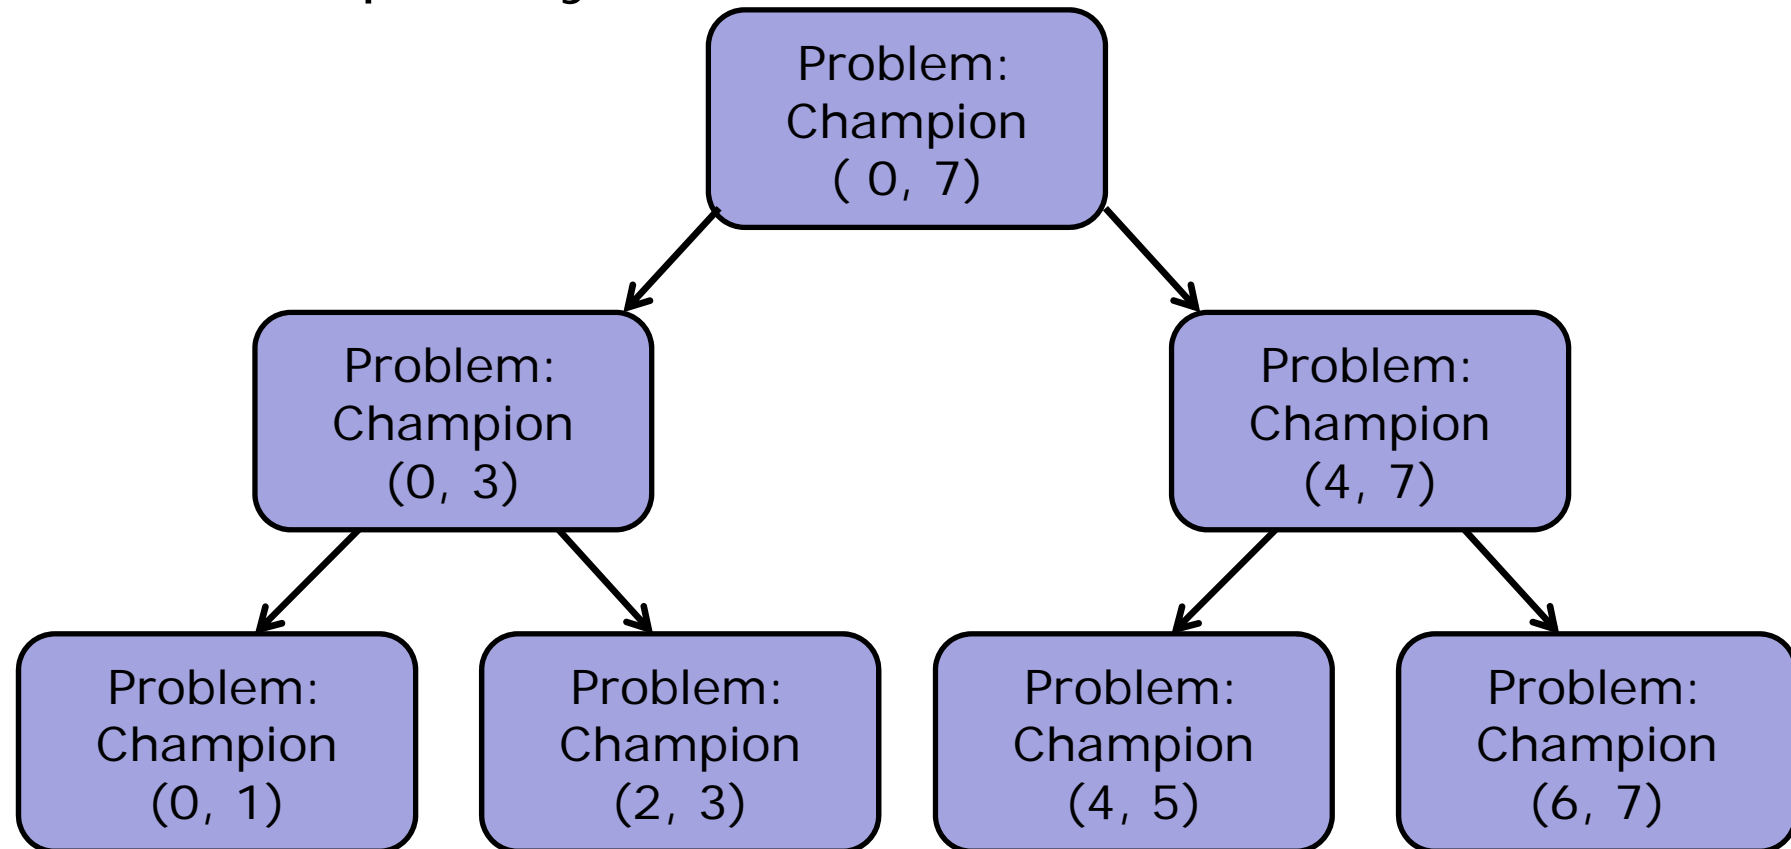 Problem:
Champion
( 0, 7)
Problem:
Champion
(0, 3)
Problem:
Champion
(4, 7)
Problem:
Champion
(0, 1)
Problem:
Champion
(2, 3)
Problem:
Champion
(4, 5)
Problem:
Champion
(6, 7)